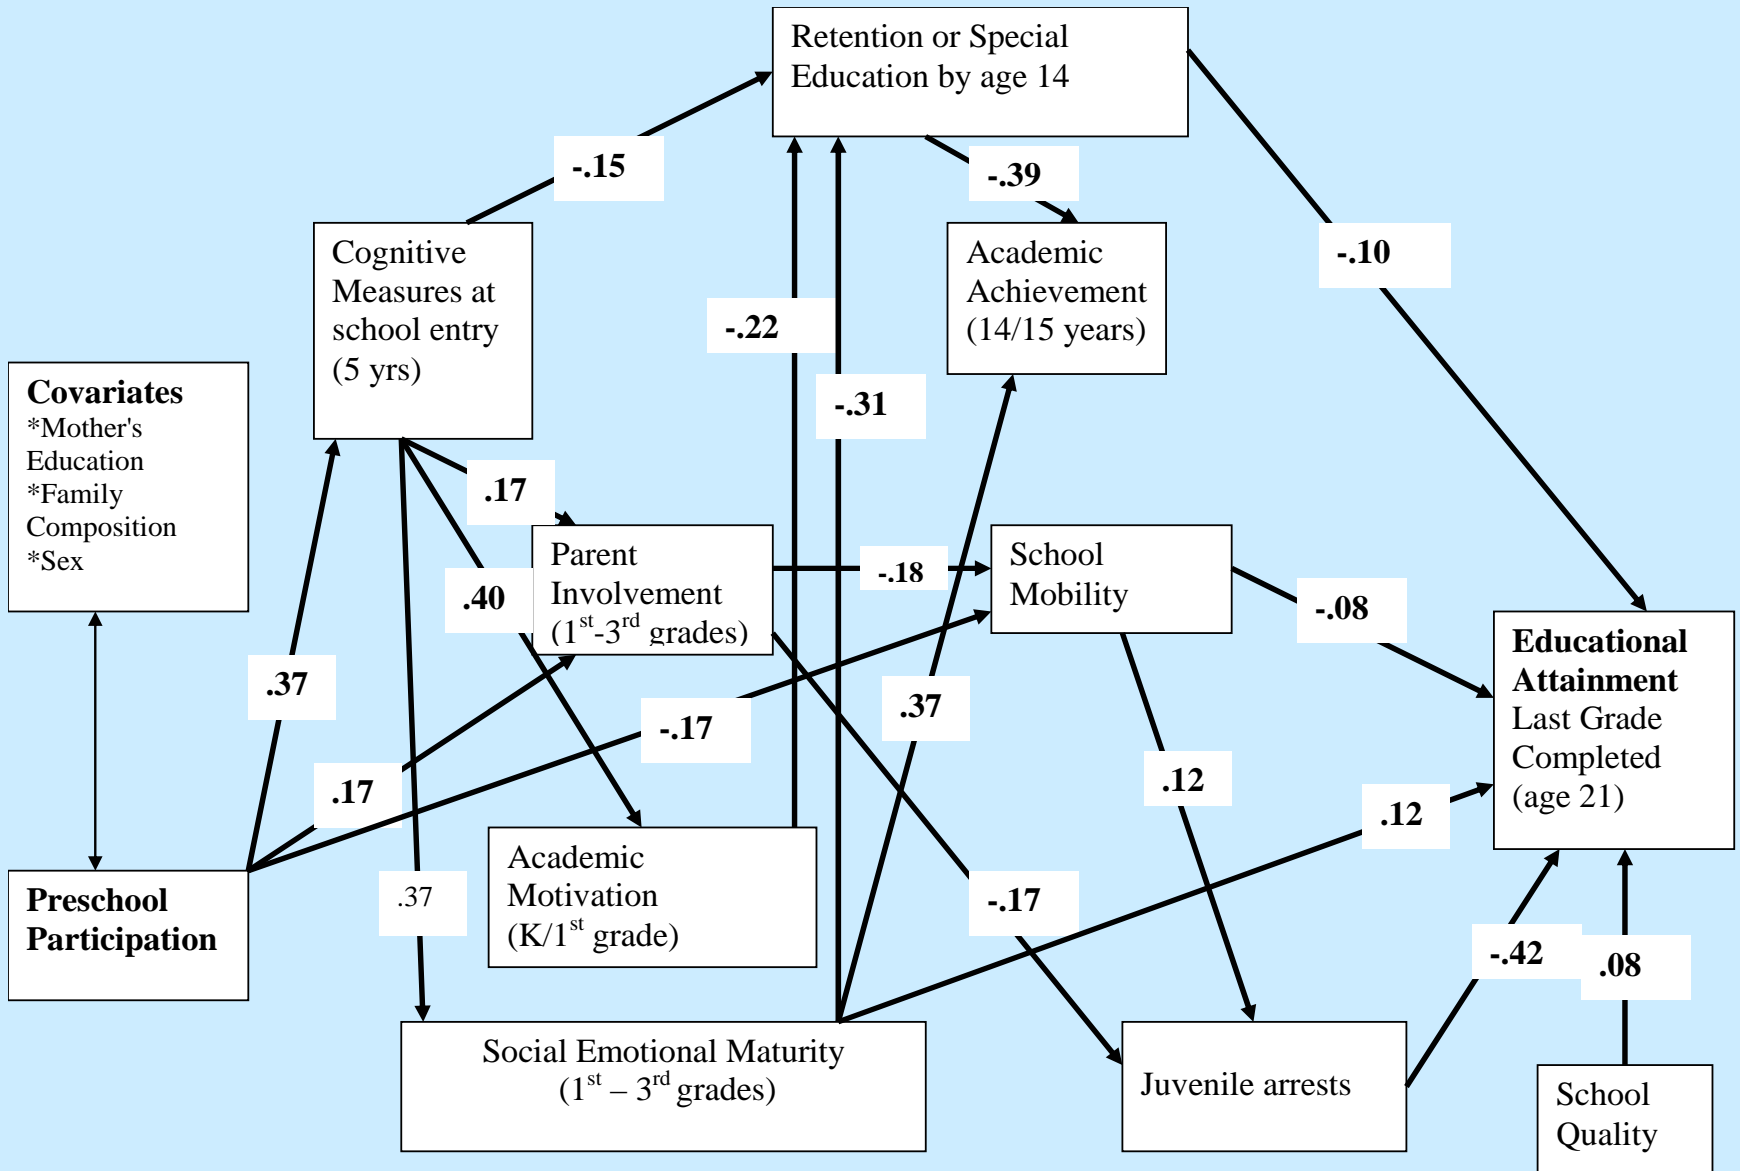 Retention or Special
Education by age 14
-.15
-.39
Cognitive
Measures at
school entry
(5 yrs)
Academic
Achievement
(14/15 years)
-.10
-.22
-.31
Covariates
*Mother's
Education
*Family
Composition
*Sex
.17
.40
Parent
Involvement
(1st-3rd grades)
-.18
School
Mobility
-.08
.37
-.17
.37
.17
.12
.12
Educational
Attainment
Last Grade
Completed
(age 21)
Preschool
Participation
.37
Academic
Motivation
(K/1st grade)
-.17
-.42
.08
Social Emotional Maturity
(1st – 3rd grades)
Juvenile arrests
School
Quality